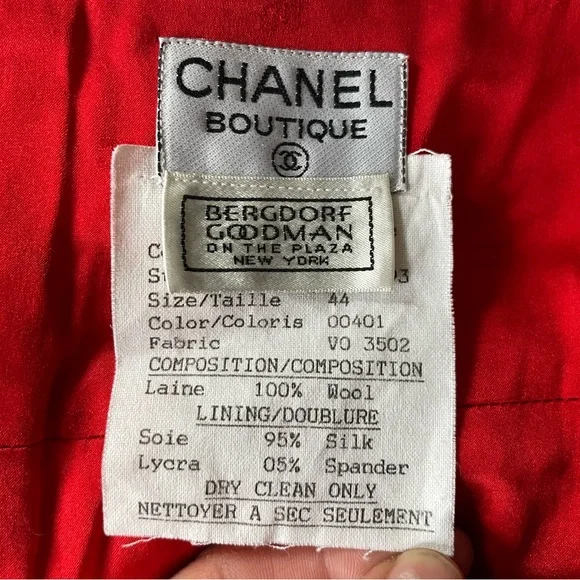 CHANEL
BOUTIQUE
BERGDORF
GOODMAN
ON THE PLAZA
NEW YORK
Size/Taille 44
Color/Coloris 00401
Fabric VO 3502
COMPOSITION/COMPOSITION
Laine 100% Wool
LINING/DOUBLURE
Soie 95% Silk
Lycra 05% Spander
DRY CLEAN ONLY
NETTOYER A SEC SEULEMENT